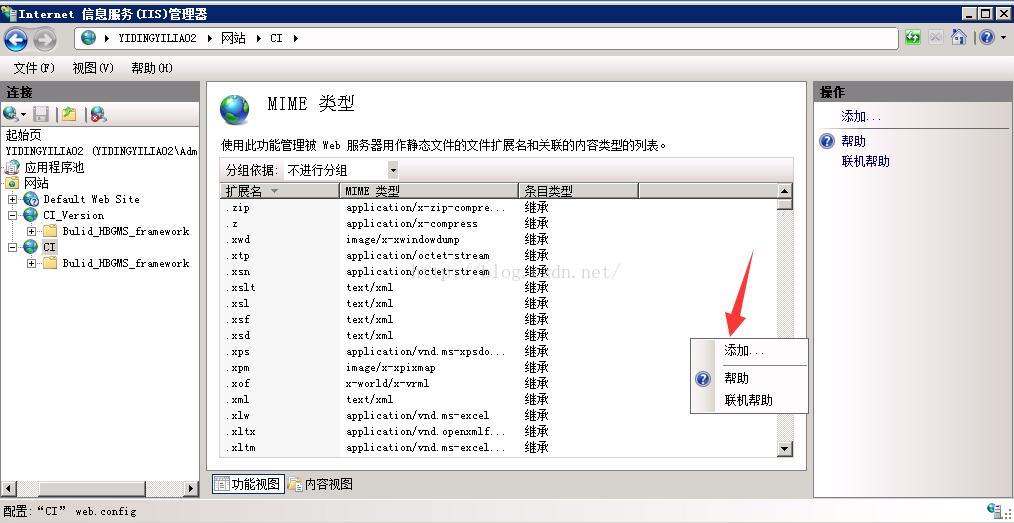 Internet 信息服务(IIS)管理器
YIDINGYILIAO2 网站 CI
文件(F) 视图(V) 帮助(H)
连接
起始页
YIDINGYILIAO2 (YIDINGYILIAO2\Adm
应用程序池
网站
Default Web Site
CI_Version
Bulid_HBGMS_framework
CI
Bulid_HBGMS_framework
MIME 类型
使用此功能管理被 Web 服务器用作静态文件的文件扩展名和关联的内容类型的列表。
分组依据: 不进行分组
扩展名 MIME 类型 条目类型
.zip application/x-zip-compre... 继承
.z application/x-compress 继承
.xwd image/x-xwindowdump 继承
.xtp application/octet-stream 继承
.xsn application/octet-stream 继承
.xslt text/xml 继承
.xsl text/xml 继承
.xsf text/xml 继承
.xsd text/xml 继承
.xps application/vnd.ms-xpsdo... 继承
.xpm image/x-xpixmap 继承
.xof x-world/x-vrml 继承
.xml text/xml 继承
.xlw application/vnd.ms-excel 继承
.xltx application/vnd.openxmlf... 继承
.xltm application/vnd.ms-excel... 继承
添加...
帮助
联机帮助
功能视图 内容视图
操作
添加...
帮助
联机帮助
配置:“CI” web.config